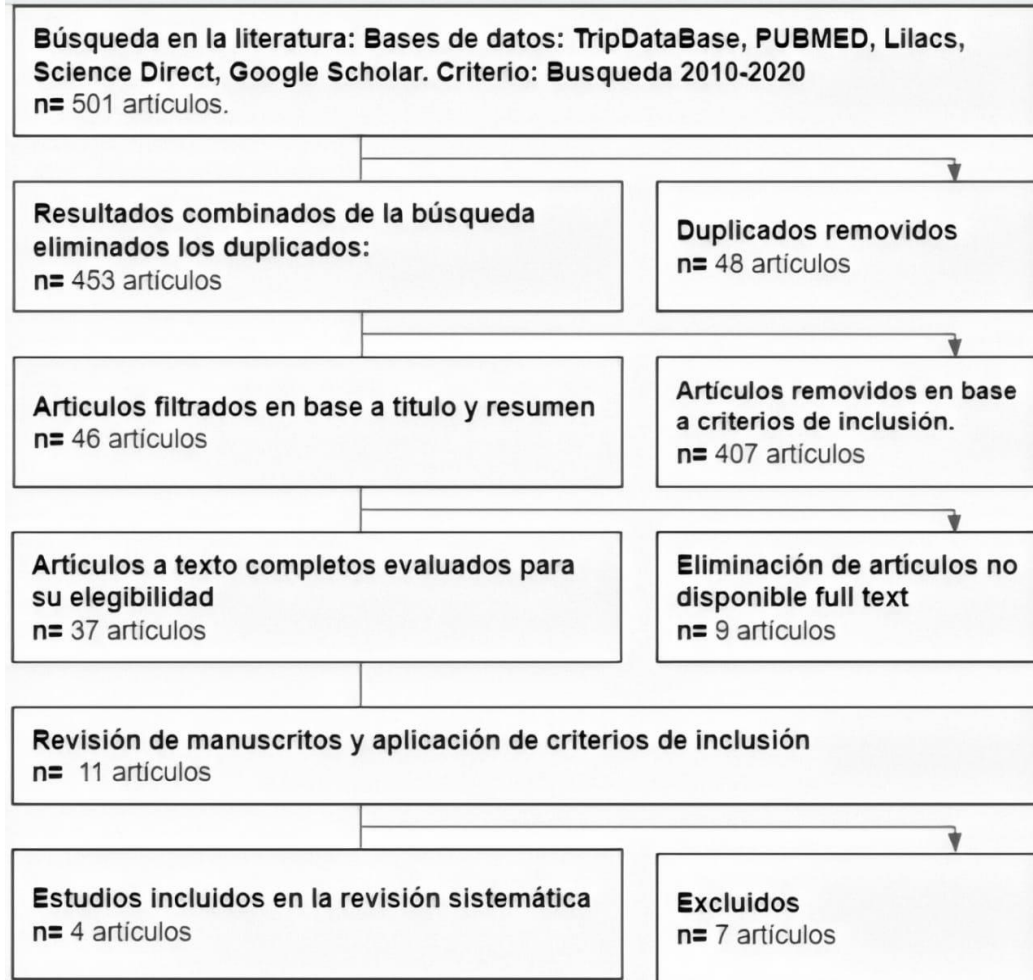 Búsqueda en la literatura: Bases de datos: TripDataBase, PUBMED, Lilacs,
Science Direct, Google Scholar. Criterio: Busqueda 2010-2020
n= 501 artículos.
Resultados combinados de la búsqueda
eliminados los duplicados:
n= 453 artículos
Duplicados removidos
n= 48 artículos
Articulos filtrados en base a titulo y resumen
n= 46 artículos
Artículos removidos en base
a criterios de inclusión.
n= 407 artículos
Artículos a texto completos evaluados para
su elegibilidad
n= 37 artículos
Eliminación de artículos no
disponible full text
n= 9 artículos
Revisión de manuscritos y aplicación de criterios de inclusión
n= 11 artículos
Estudios incluidos en la revisión sistemática
n= 4 artículos
Excluidos
n= 7 artículos